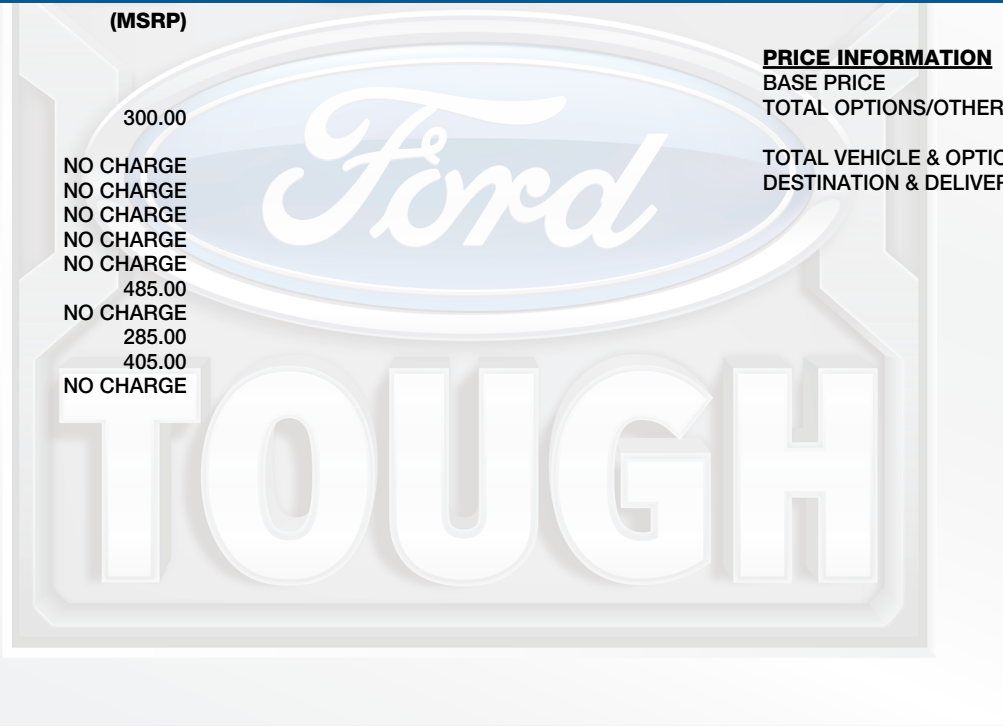 (MSRP)
300.00
NO CHARGE
NO CHARGE
NO CHARGE
NO CHARGE
NO CHARGE
485.00
NO CHARGE
285.00
405.00
NO CHARGE
PRICE INFORMATION
BASE PRICE
TOTAL OPTIONS/OTHER
TOTAL VEHICLE & OPTIO
DESTINATION & DELIVER
Ford
TOUGH